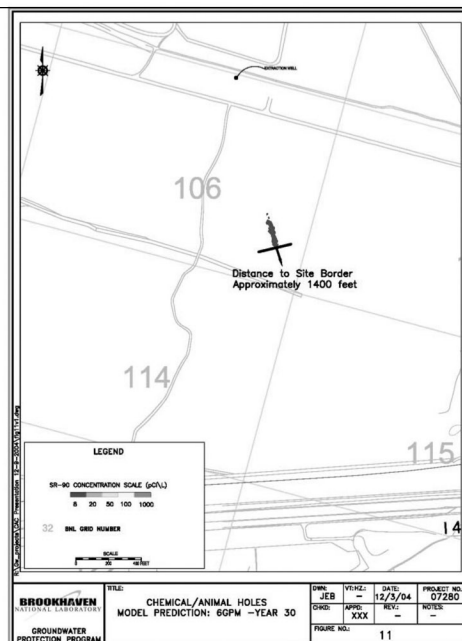 EXTRACTION WELL
106
Distance to Site Border
Approximately 1400 feet
114
115
LEGEND
SR-90 CONCENTRATION SCALE (pCi\L)
8 20 50 100 1000
32 BNL GRID NUMBER
SCALE
0 200 400 FEET
14
BROOKHAVEN
NATIONAL LABORATORY
GROUNDWATER
PROTECTION PROGRAM
TITLE:
CHEMICAL/ANIMAL HOLES
MODEL PREDICTION: 6GPM -YEAR 30
DWN: JEB
VT:HZ.: -
DATE: 12/3/04
PROJECT NO. 07280
CHKD:
APPD: XXX
REV.: -
NOTES: -
FIGURE NO.: 11